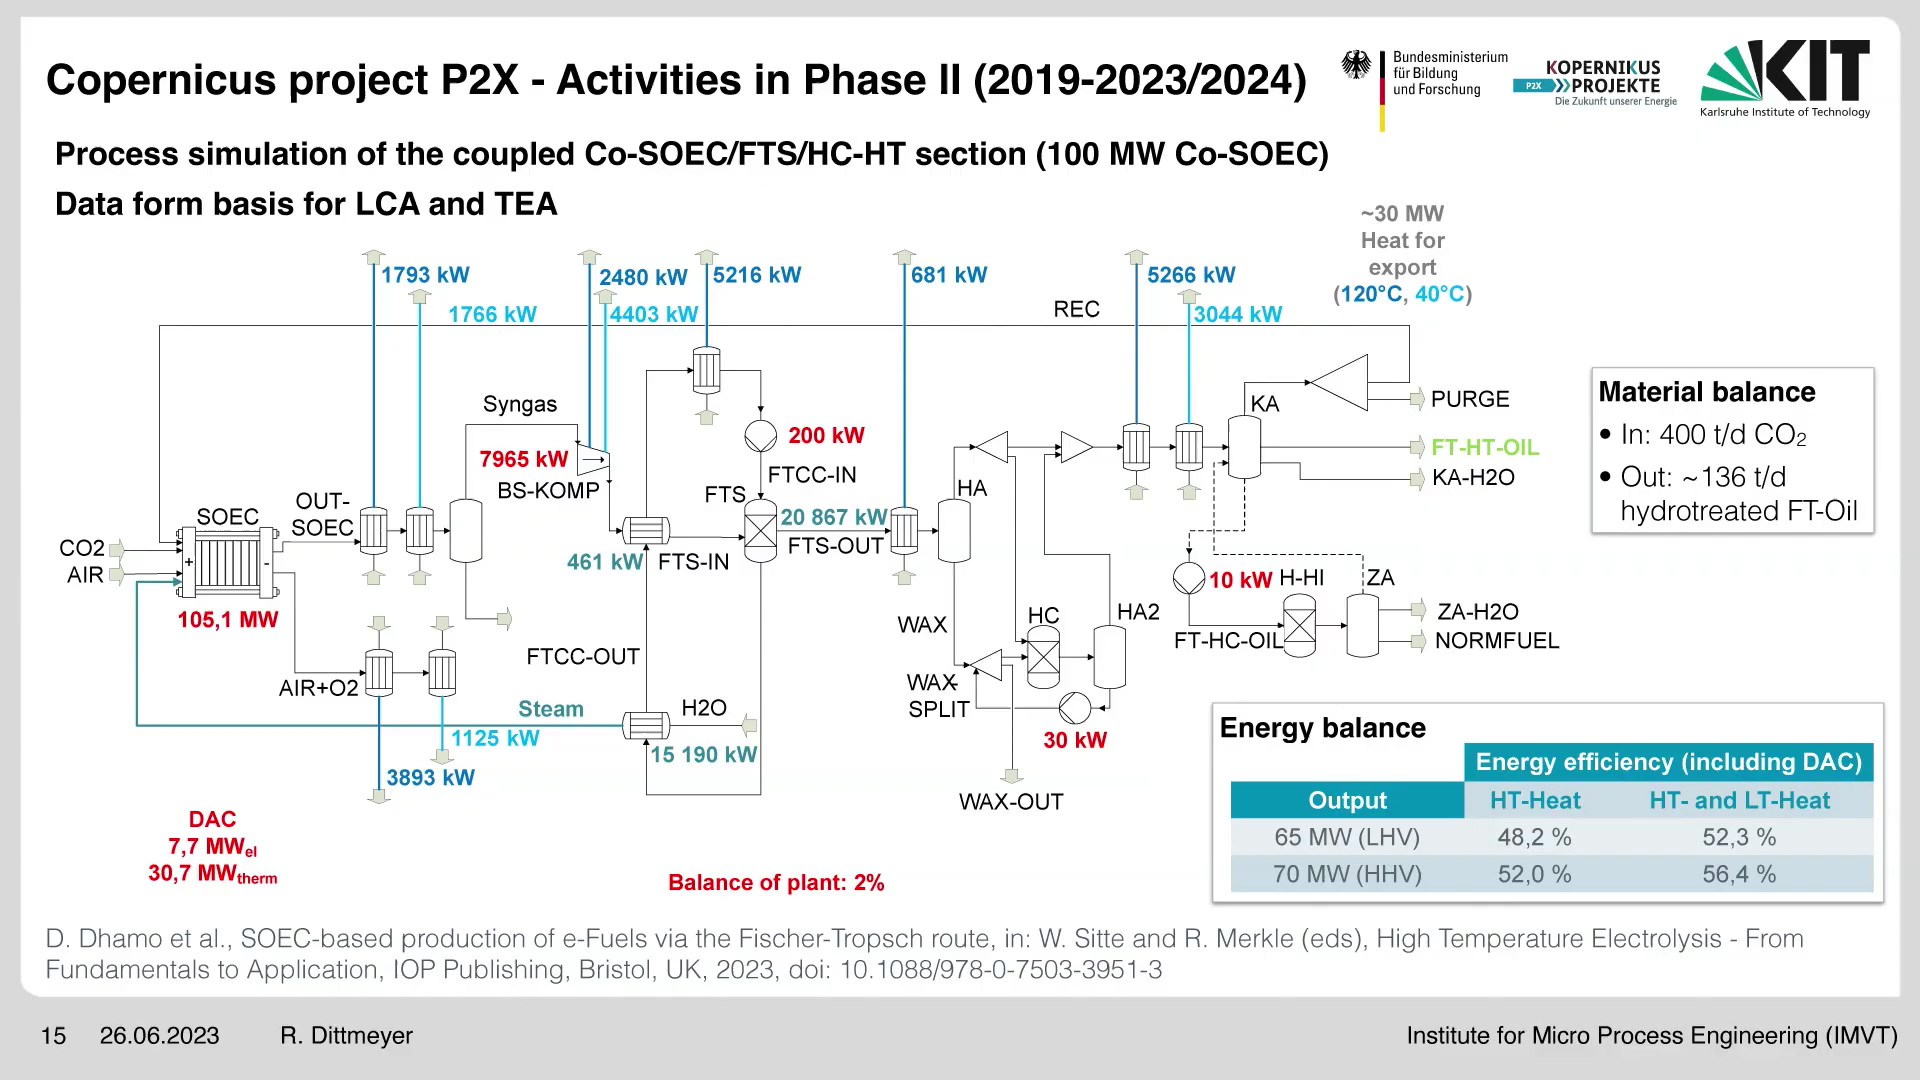 Copernicus project P2X - Activities in Phase II (2019-2023/2024)
Bundesministerium
für Bildung
und Forschung
KOPERNIKUS
P2X PROJEKTE
Die Zukunft unserer Energie
KIT
Karlsruhe Institute of Technology
Process simulation of the coupled Co-SOEC/FTS/HC-HT section (100 MW Co-SOEC)
Data form basis for LCA and TEA
~30 MW
Heat for
export
(120°C, 40°C)
1793 kW
2480 kW
5216 kW
681 kW
5266 kW
1766 kW
4403 kW
REC
3044 kW
Syngas
KA
PURGE
7965 kW
200 kW
FT-HT-OIL
BS-KOMP
FTCC-IN
KA-H2O
OUT-
SOEC
FTS
HA
SOEC
20 867 kW
CO2
FTS-OUT
AIR
+
-
461 kW
FTS-IN
10 kW
H-HI
ZA
105,1 MW
WAX
HC
HA2
ZA-H2O
FT-HC-OIL
NORMFUEL
FTCC-OUT
AIR+O2
WAX-
SPLIT
Steam
H2O
1125 kW
15 190 kW
30 kW
3893 kW
WAX-OUT
DAC
7,7 MWel
30,7 MWtherm
Balance of plant: 2%
Material balance
• In: 400 t/d CO2
• Out: ~136 t/d
hydrotreated FT-Oil
Energy balance
Energy efficiency (including DAC)
Output HT-Heat HT- and LT-Heat
65 MW (LHV) 48,2 % 52,3 %
70 MW (HHV) 52,0 % 56,4 %
D. Dhamo et al., SOEC-based production of e-Fuels via the Fischer-Tropsch route, in: W. Sitte and R. Merkle (eds), High Temperature Electrolysis - From
Fundamentals to Application, IOP Publishing, Bristol, UK, 2023, doi: 10.1088/978-0-7503-3951-3
15 26.06.2023 R. Dittmeyer Institute for Micro Process Engineering (IMVT)